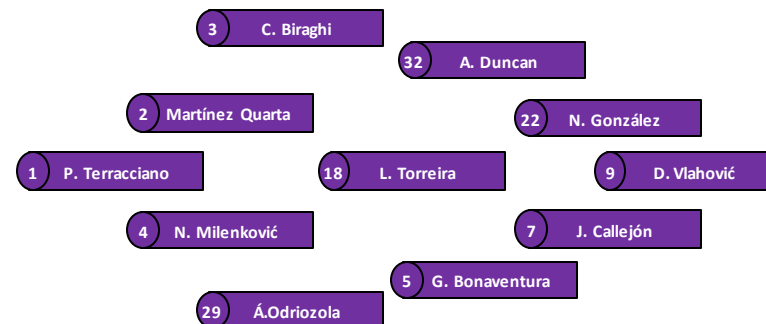 3 C. Biraghi
32 A. Duncan
2 Martínez Quarta
22 N. González
1 P. Terracciano
18 L. Torreira
9 D. Vlahović
4 N. Milenković
7 J. Callejón
5 G. Bonaventura
29 Á.Odriozola